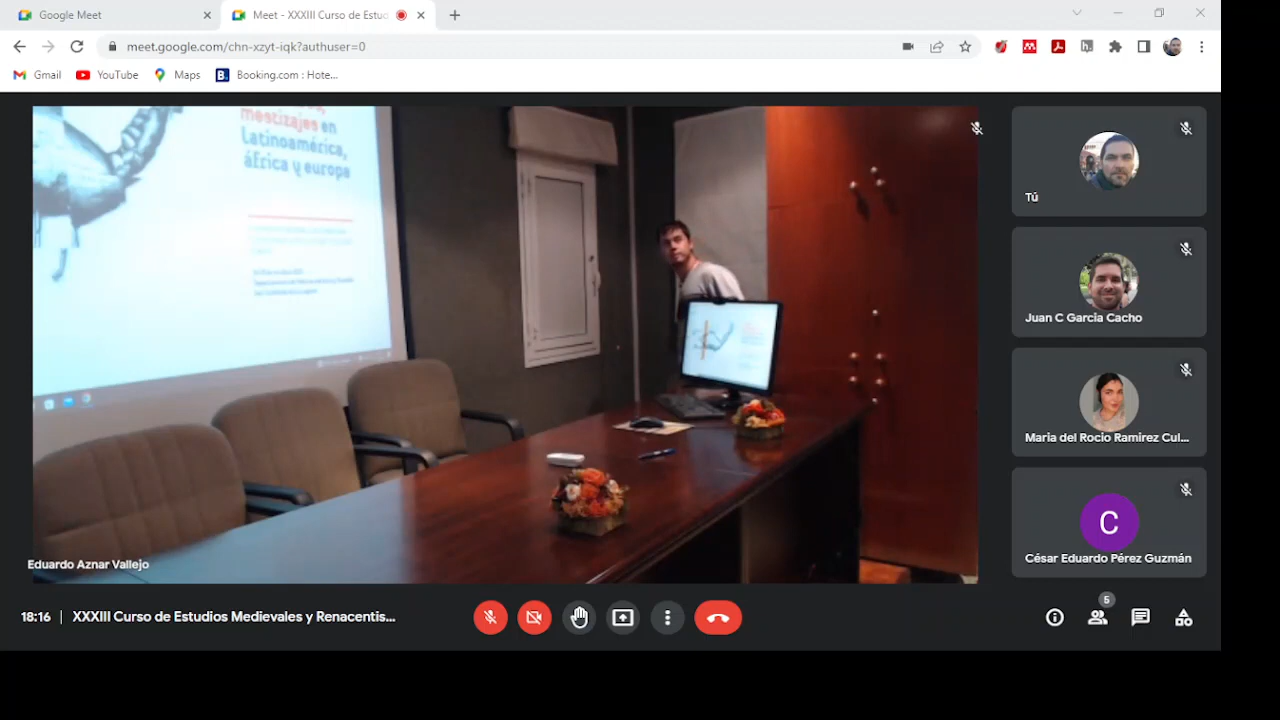 Google Meet
Meet - XXXIII Curso de Estud
meet.google.com/chn-xzyt-iqk?authuser=0
Gmail
YouTube
Maps
B.
Booking.com : Hote...
mestizajes en
Latinoamérica,
áfrica y europa
Eduardo Aznar Vallejo
Tú
Juan C Garcia Cacho
Maria del Rocio Ramirez Cul...
C
César Eduardo Pérez Guzmán
18:16 | XXXIII Curso de Estudios Medievales y Renacentis...
5